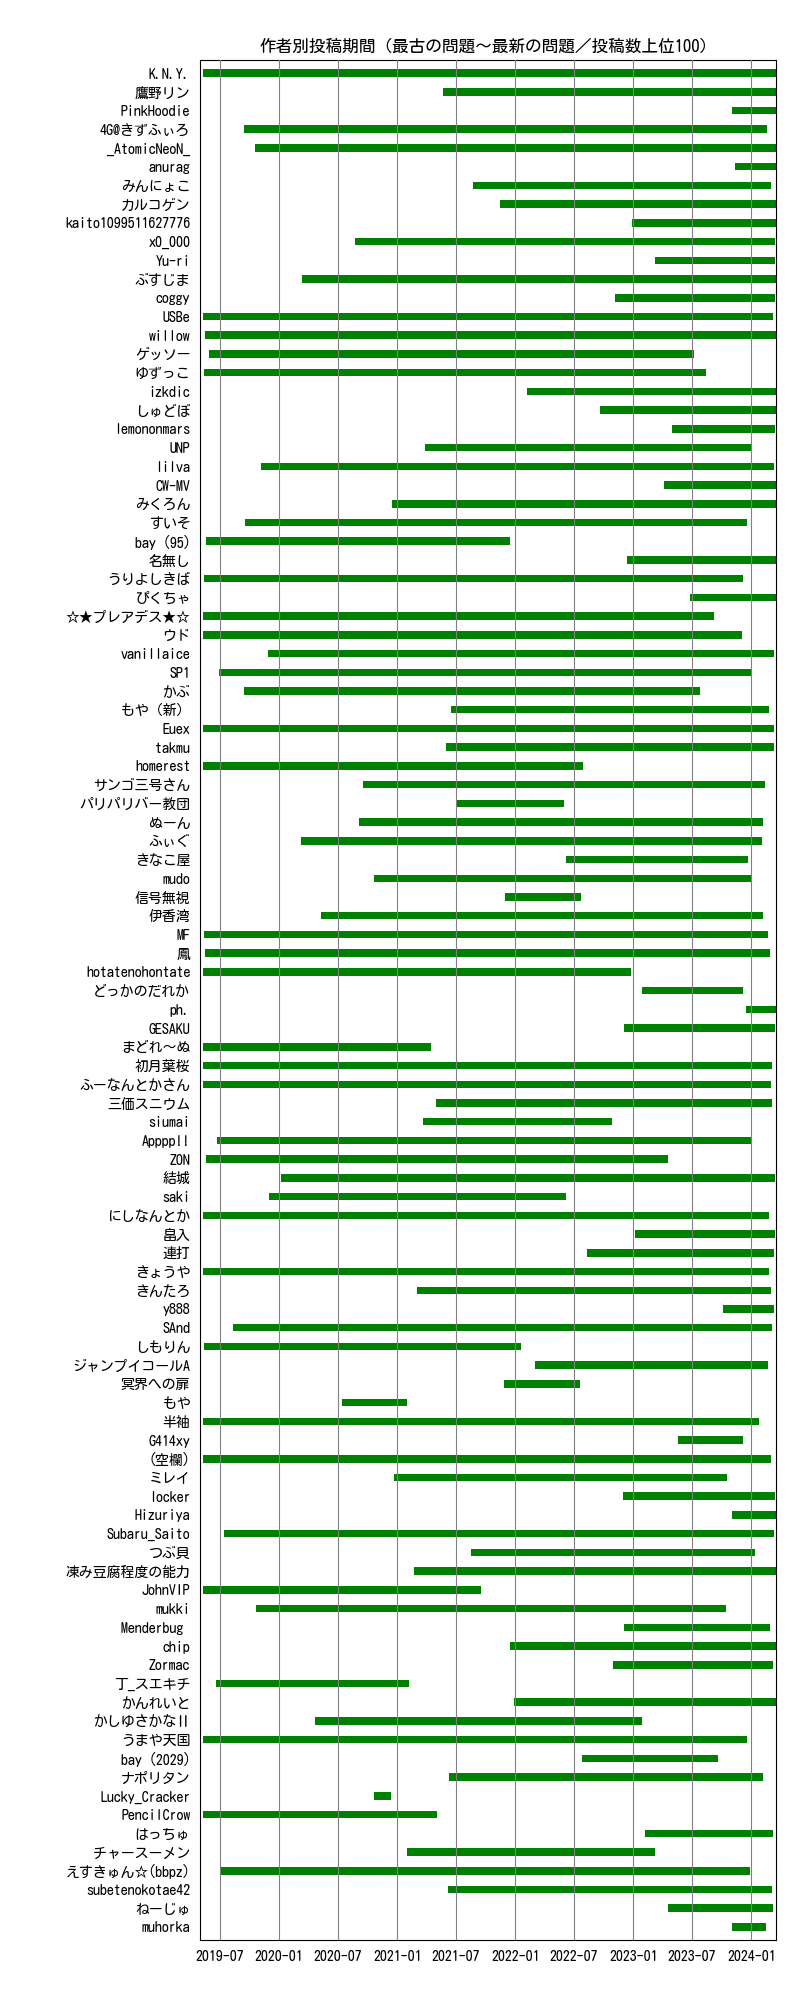 作者別投稿期間（最古の問題～最新の問題／投稿数上位100）
K.N.Y.
鷹野リン
PinkHoodie
4G@きずふぃろ
_AtomicNeoN_
anurag
みんにょこ
カルコゲン
kaito1099511627776
x0_000
Yu-ri
ぶすじま
coggy
USBe
willow
ゲッソー
ゆずっこ
izkdic
しゅどぼ
lemononmars
UNP
lilva
CW-MV
みくろん
すいそ
bay (95)
名無し
うりよしきば
ぴくちゃ
☆★プレアデス★☆
ウド
vanillaice
SP1
かぶ
もや（新）
Euex
takmu
homerest
サンゴ三号さん
パリパリバー教団
ぬーん
ふぃぐ
きなこ屋
mudo
信号無視
伊香湾
MF
鳳
hotatenohontate
どっかのだれか
ph.
GESAKU
まどれ～ぬ
初月葉桜
ふーなんとかさん
三価スニウム
siumai
Appppll
ZON
結城
saki
にしなんとか
畠入
連打
きょうや
きんたろ
y888
SAnd
しもりん
ジャンプイコールA
冥界への扉
もや
半袖
G414xy
(空欄)
ミレイ
locker
Hizuriya
Subaru_Saito
つぶ貝
凍み豆腐程度の能力
JohnVIP
mukki
Menderbug
chip
Zormac
丁_スエキチ
かんれいと
かしゆさかなⅡ
うまや天国
bay (2029)
ナポリタン
Lucky_Cracker
PencilCrow
はっちゅ
チャースーメン
えすきゅん☆(bbpz)
subetenokotae42
ねーじゅ
muhorka
2019-07 2020-01 2020-07 2021-01 2021-07 2022-01 2022-07 2023-01 2023-07 2024-01